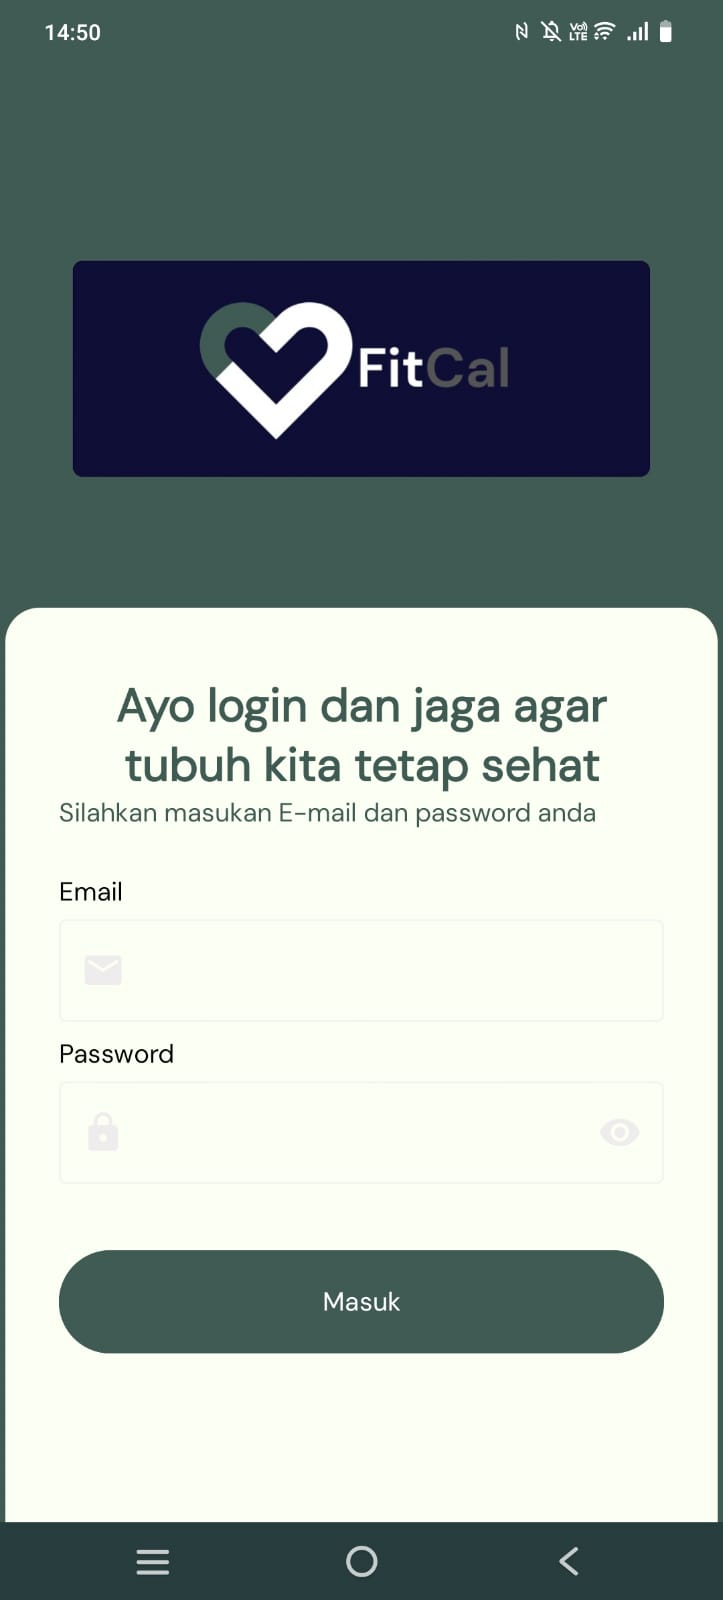 14:50
Vo)) LTE
FitCal
Ayo login dan jaga agar
tubuh kita tetap sehat
Silahkan masukan E-mail dan password anda
Email
Password
Masuk